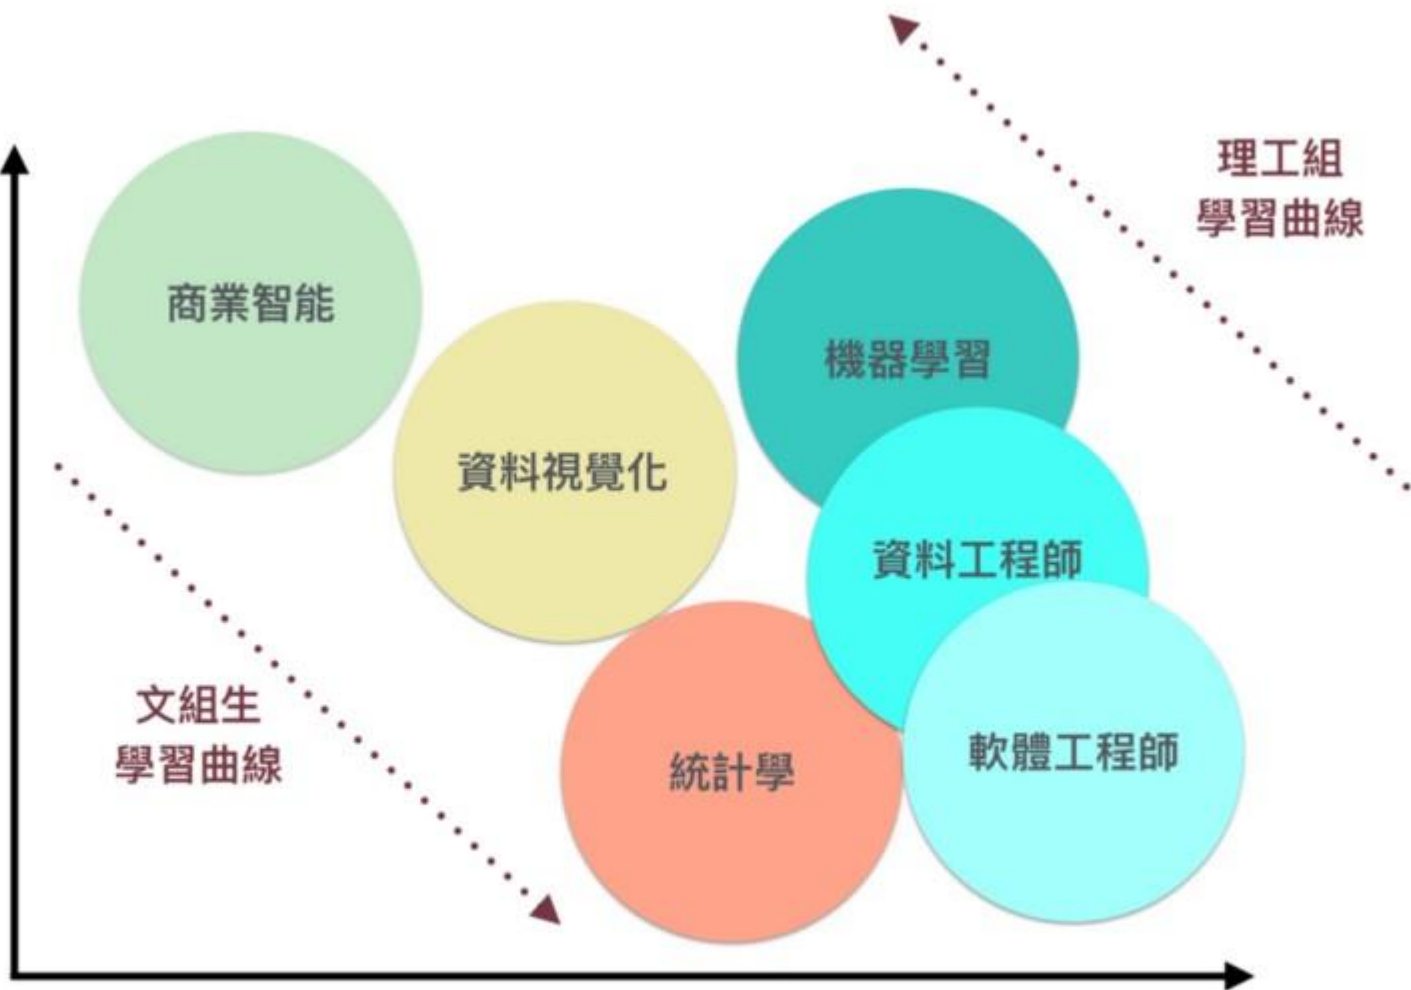 理工組
學習曲線
商業智能
機器學習
資料視覺化
資料工程師
文組生
學習曲線
統計學
軟體工程師